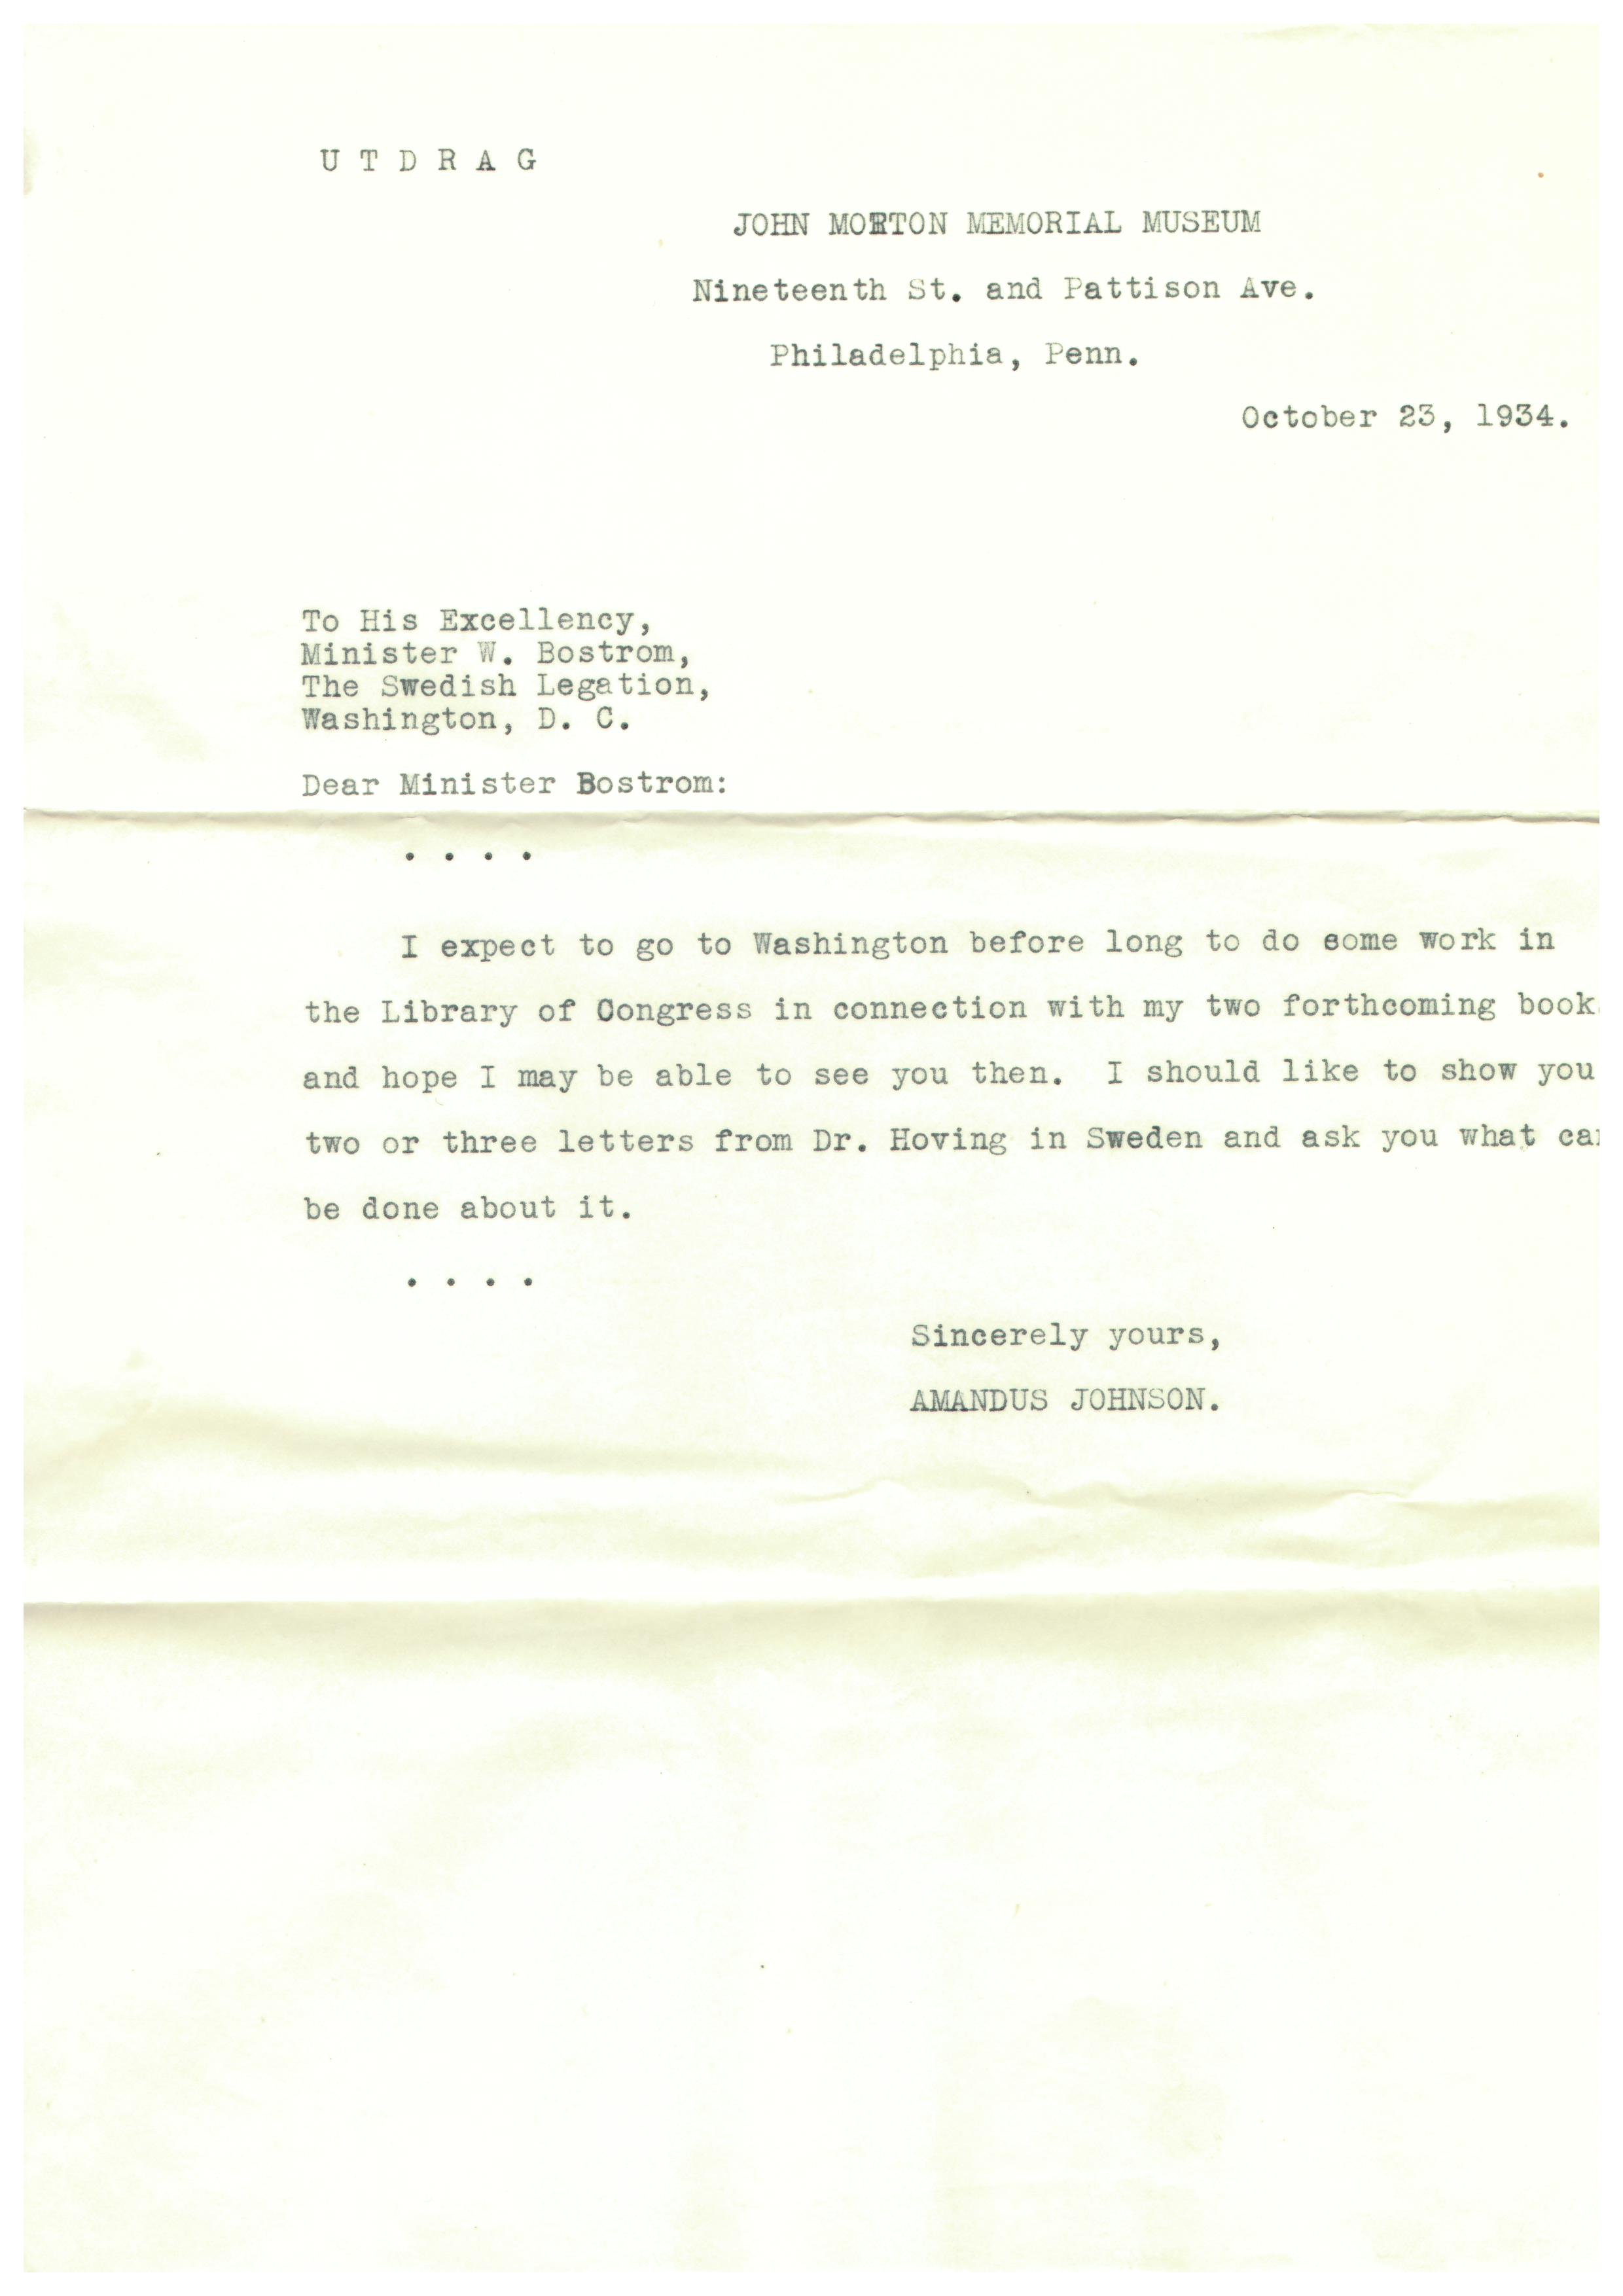 U T D R A G
JOHN MORTON MEMORIAL MUSEUM
Nineteenth St. and Pattison Ave.
Philadelphia, Penn.
October 23, 1934.
To His Excellency,
Minister W. Bostrom,
The Swedish Legation,
Washington, D. C.
Dear Minister Bostrom:
. . . .
I expect to go to Washington before long to do some work in
the Library of Congress in connection with my two forthcoming book
and hope I may be able to see you then. I should like to show you
two or three letters from Dr. Hoving in Sweden and ask you what ca
be done about it.
. . . .
Sincerely yours,
AMANDUS JOHNSON.